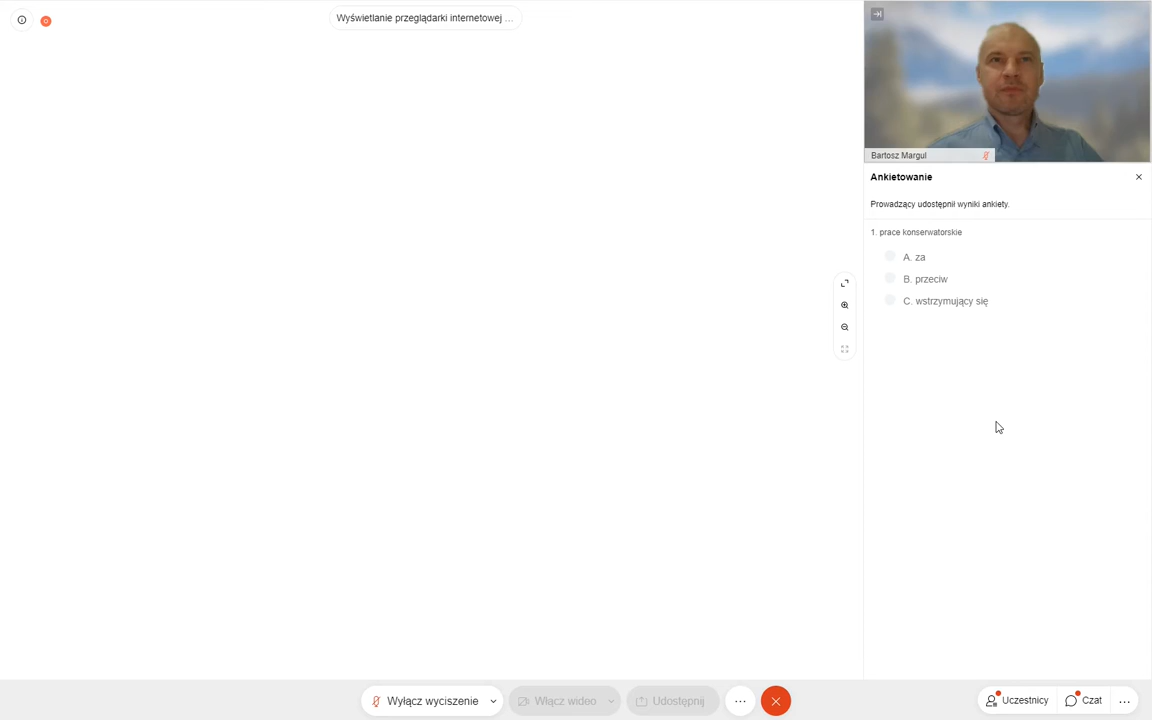 Wyświetlanie przeglądarki internetowej ...
Bartosz Margul
Ankietowanie
Prowadzący udostępnił wyniki ankiety.
1. prace konserwatorskie
A. za
B. przeciw
C. wstrzymujący się
Wyłącz wyciszenie
Włącz wideo
Udostępnij
Uczestnicy
Czat